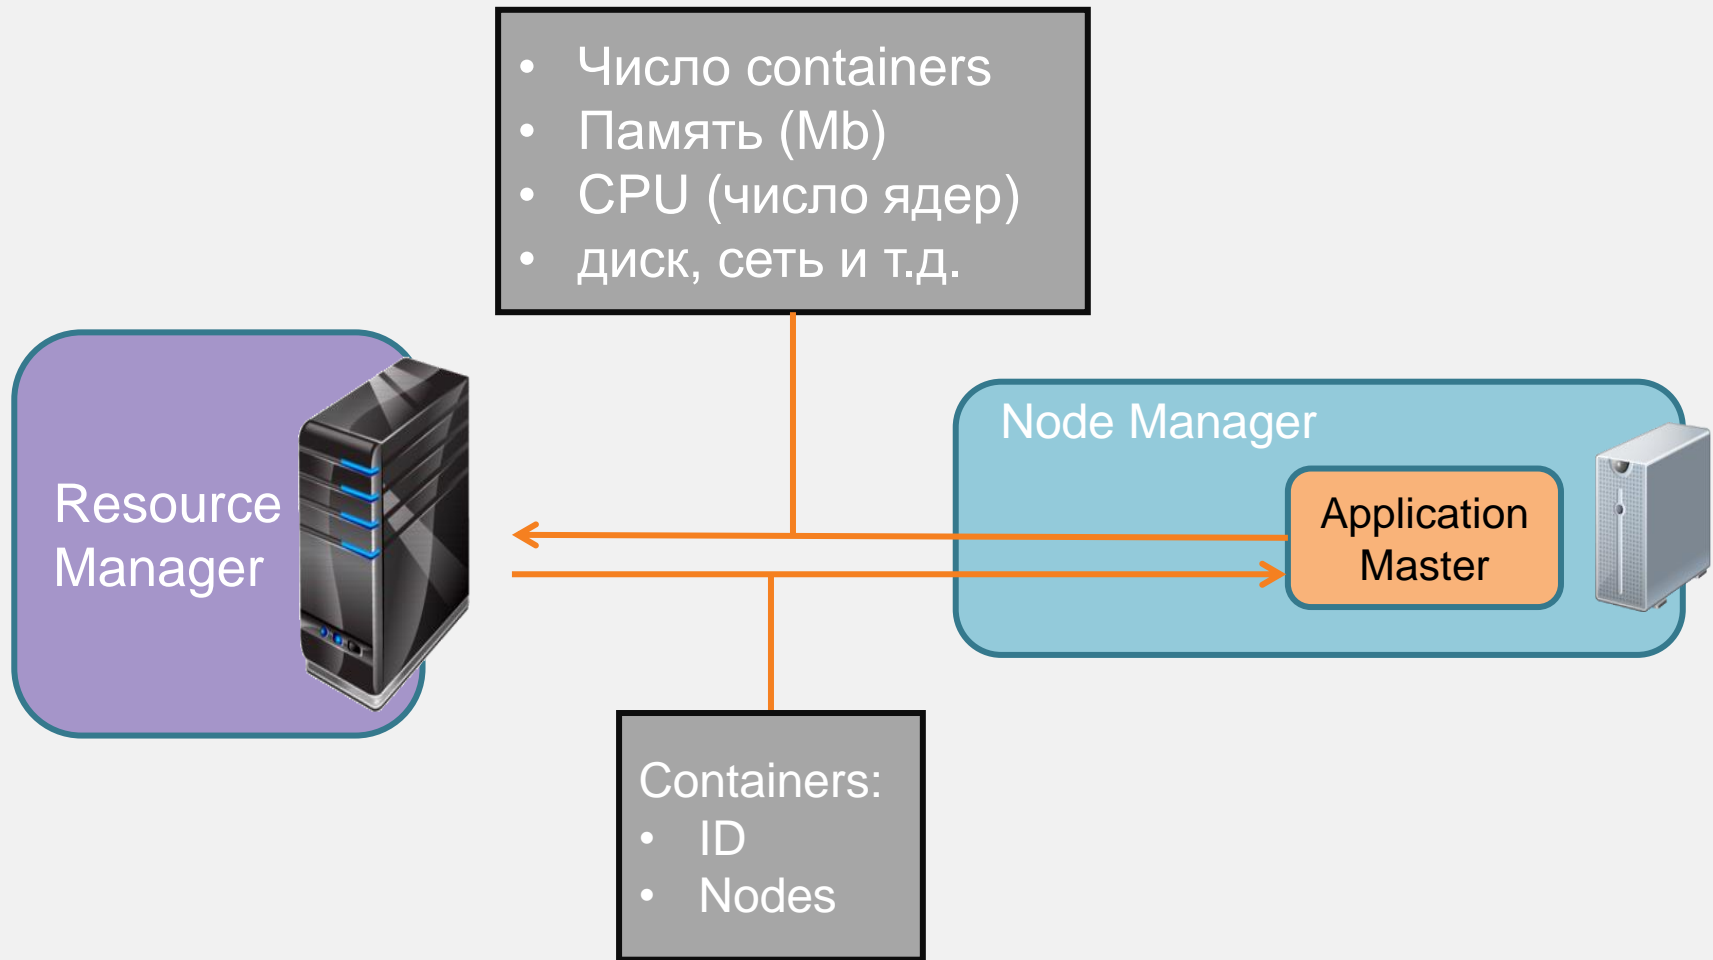 • Число containers
• Память (Mb)
• CPU (число ядер)
• диск, сеть и т.д.
Resource
Manager
Node Manager
Application
Master
Containers:
• ID
• Nodes